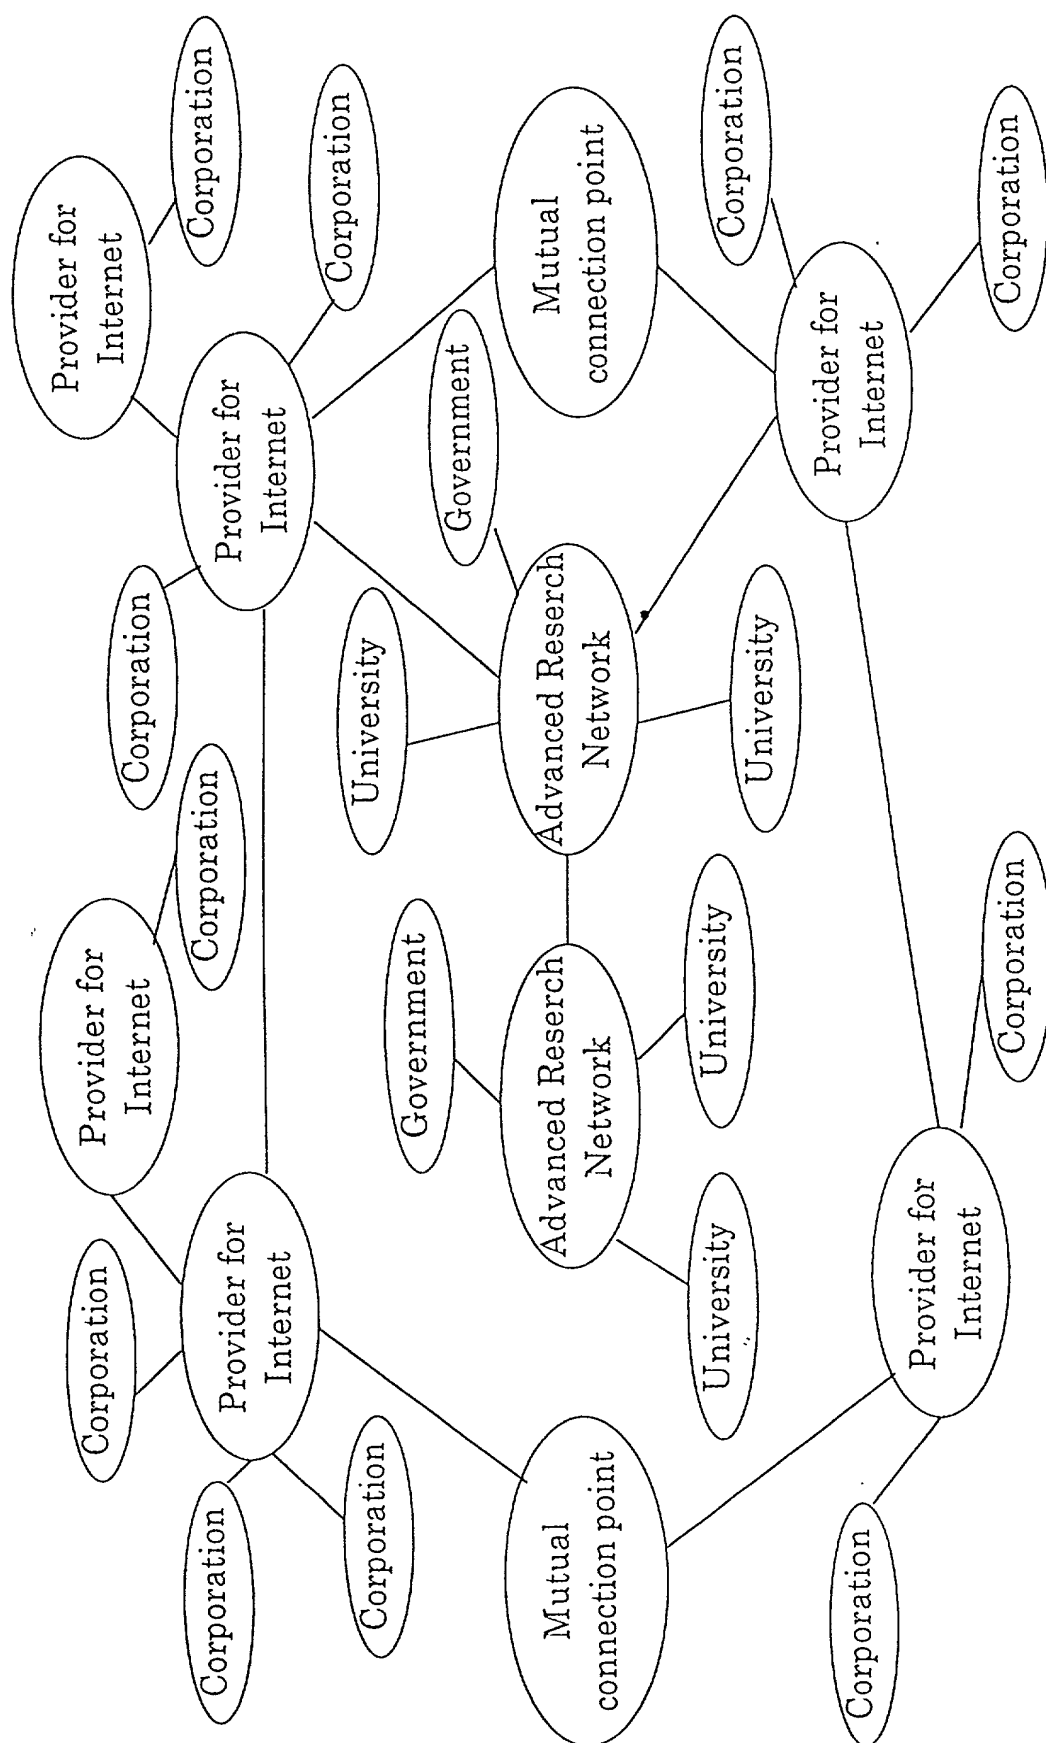 Provider for
Internet
Corporation
Provider for
Internet
Corporation
Corporation
Corporation
Corporation
Provider for
Internet
Provider for
Internet
Corporation
Corporation
University
Government
Government
Mutual
connection point
Advanced Reserch
Network
Advanced Reserch
Network
Mutual
connection point
University
University
University
Corporation
Corporation
Provider for
Internet
Provider for
Internet
Corporation
Corporation